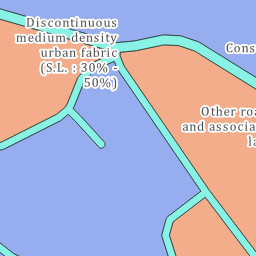 Discontinuous
medium density
urban fabric
(S.L. : 30% -
50%)
Cons
Other roa
and associa
la